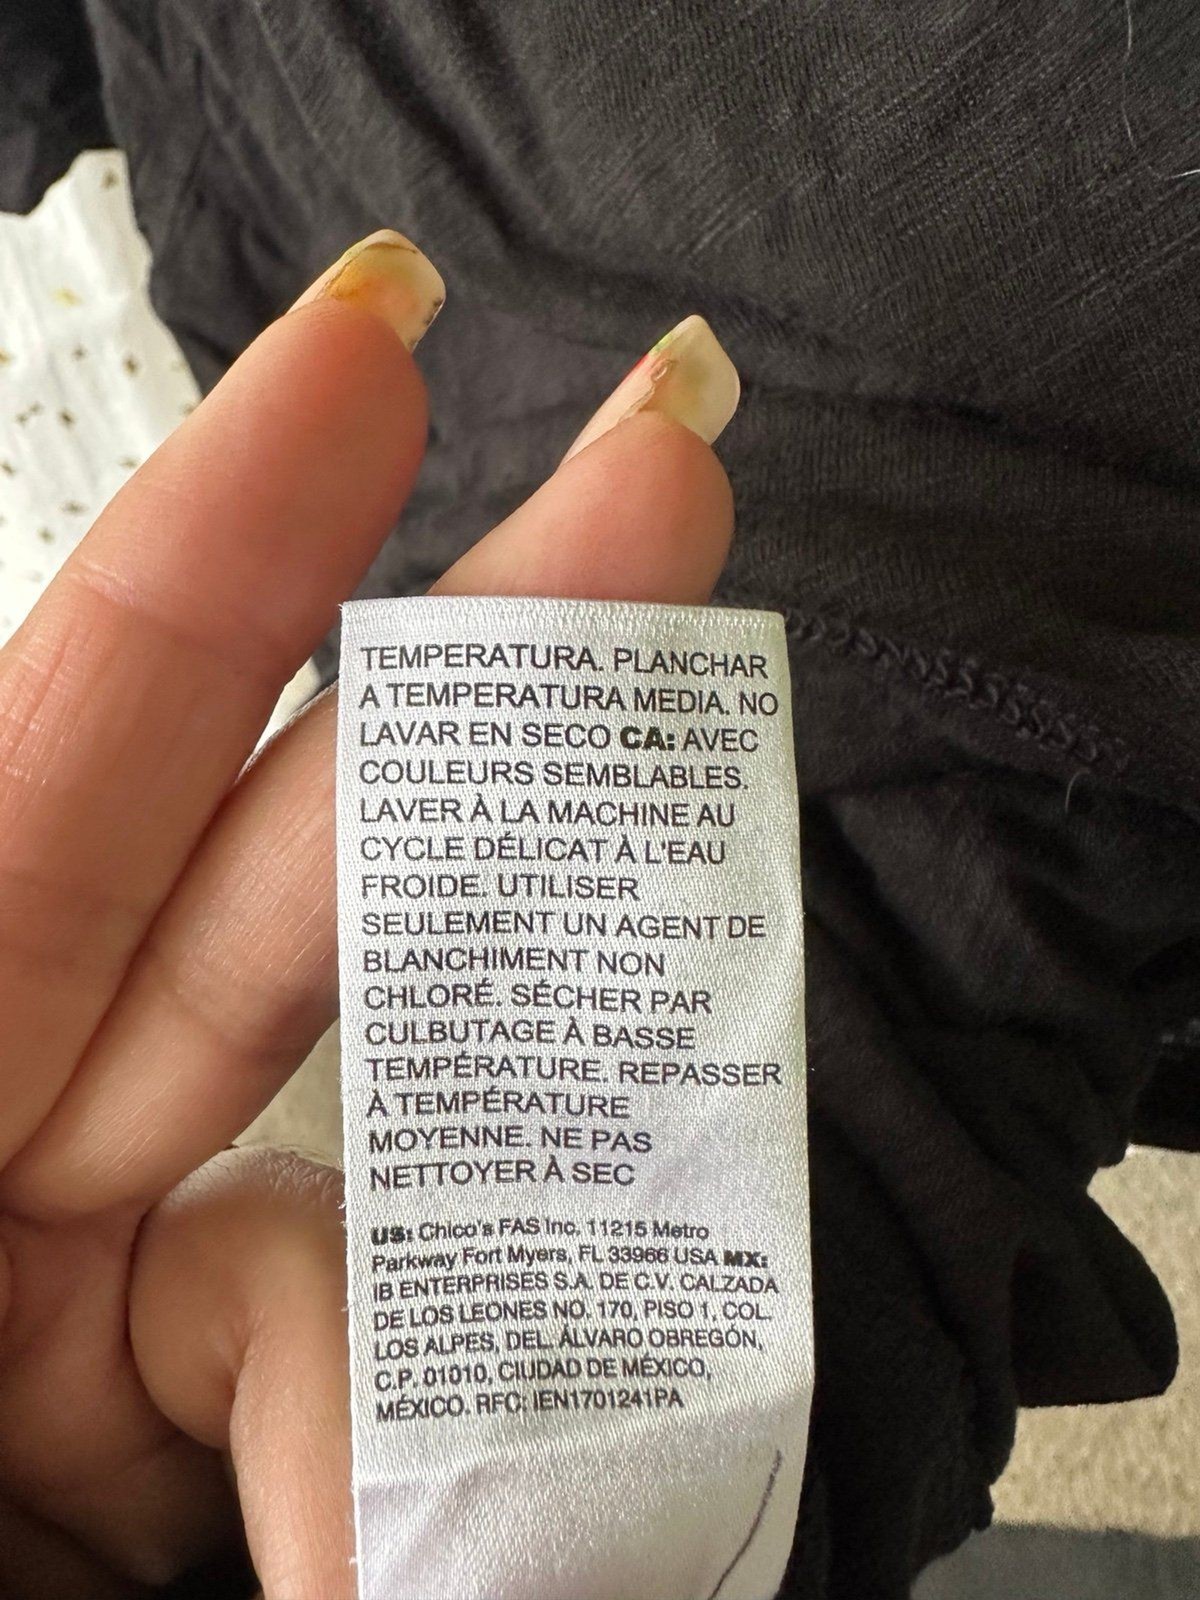 TEMPERATURA. PLANCHAR
A TEMPERATURA MEDIA. NO
LAVAR EN SECO CA: AVEC
COULEURS SEMBLABLES.
LAVER À LA MACHINE AU
CYCLE DÉLICAT À L'EAU
FROIDE. UTILISER
SEULEMENT UN AGENT DE
BLANCHIMENT NON
CHLORÉ. SÉCHER PAR
CULBUTAGE À BASSE
TEMPÉRATURE. REPASSER
À TEMPÉRATURE
MOYENNE. NE PAS
NETTOYER À SEC
US: Chico's FAS Inc. 11215 Metro
Parkway Fort Myers, FL 33966 USA MX:
IB ENTERPRISES S.A. DE C.V. CALZADA
DE LOS LEONES NO. 170, PISO 1, COL.
LOS ALPES, DEL. ÁLVARO OBREGÓN,
C.P. 01010, CIUDAD DE MÉXICO,
MÉXICO. RFC: IEN1701241PA